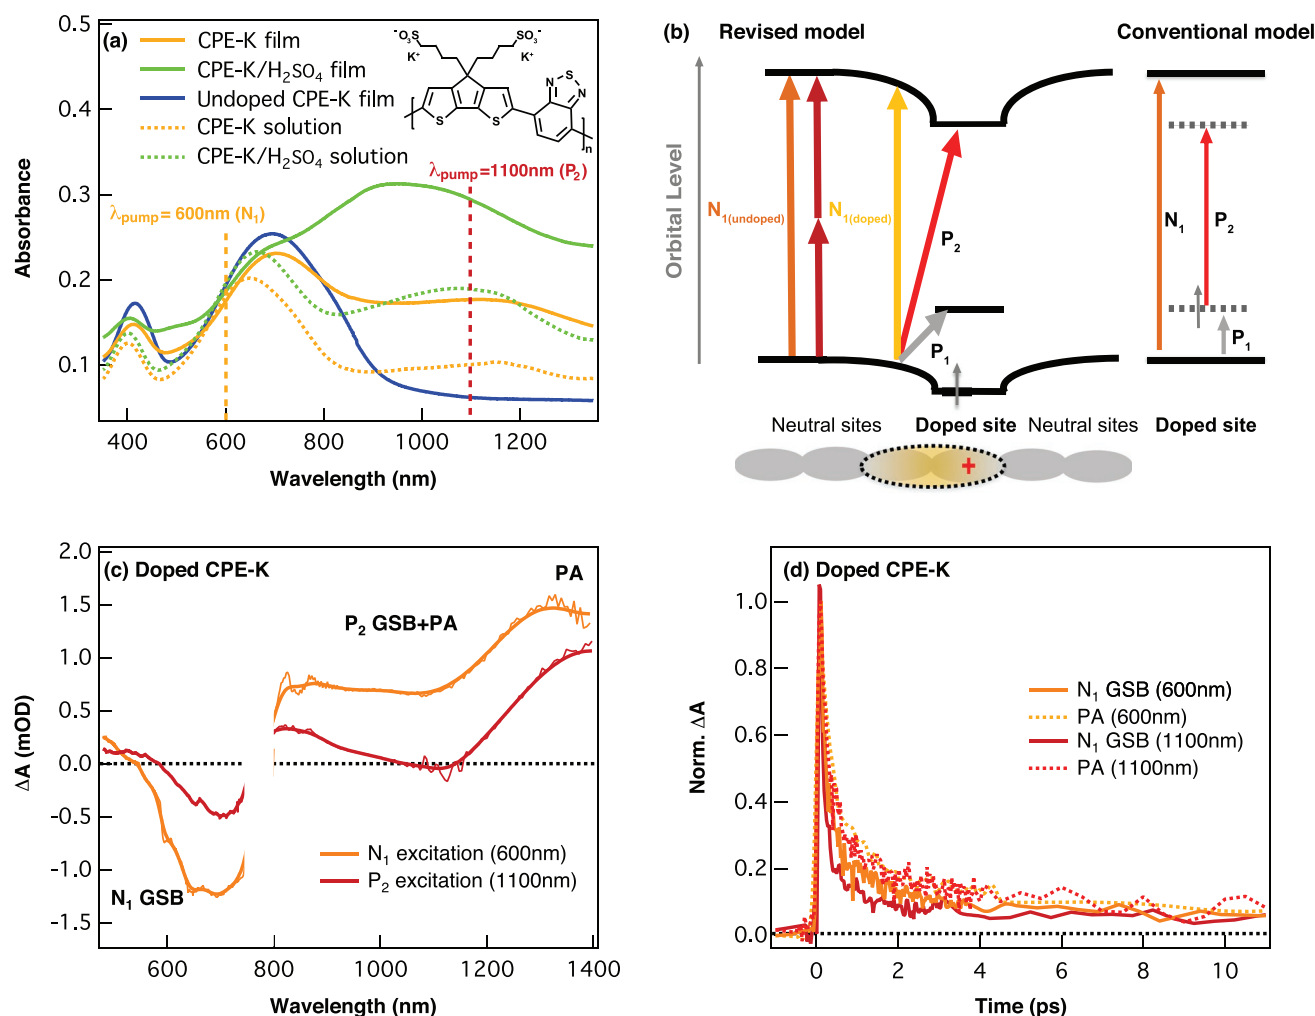 (a)
CPE-K film
CPE-K/H₂SO₄ film
Undoped CPE-K film
CPE-K solution
CPE-K/H₂SO₄ solution
⁻O₃S
SO₃⁻
K⁺
K⁺
S
S
N
S
N
n
λpump = 600nm (N₁)
λpump=1100nm (P₂)
Absorbance
0.5
0.4
0.3
0.2
0.1
400
600
800
1000
1200
Wavelength (nm)
(b) Revised model
Conventional model
Orbital Level
N₁(undoped)
N₁(doped)
P₂
P₁
N₁
P₂
P₁
Neutral sites
Doped site
Neutral sites
Doped site
+
(c) Doped CPE-K
PA
P₂ GSB+PA
N₁ GSB
N₁ excitation (600nm)
P₂ excitation (1100nm)
ΔA (mOD)
2.0
1.5
1.0
0.5
0.0
-0.5
-1.0
-1.5
600
800
1000
1200
1400
Wavelength (nm)
(d) Doped CPE-K
N₁ GSB (600nm)
PA (600nm)
N₁ GSB (1100nm)
PA (1100nm)
Norm. ΔA
1.0
0.8
0.6
0.4
0.2
0.0
0
2
4
6
8
10
Time (ps)